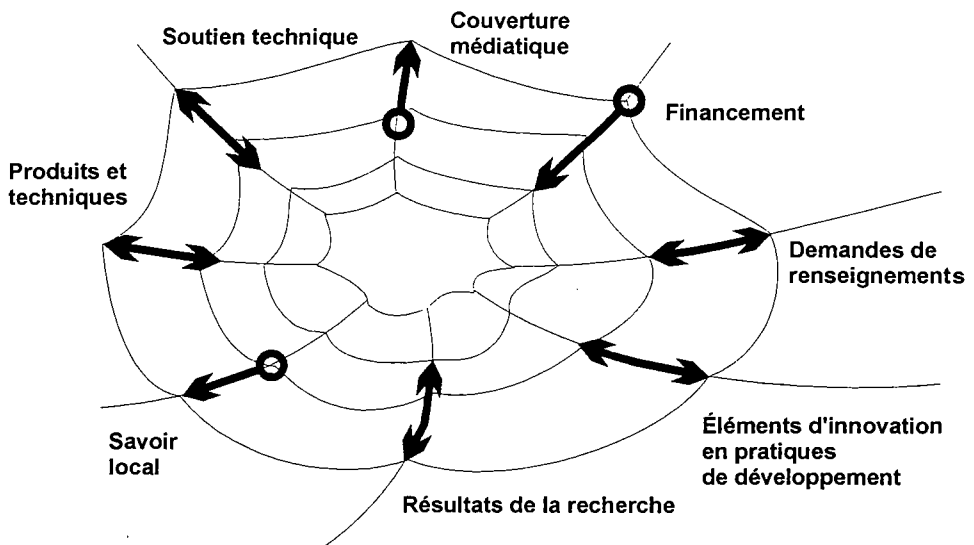 Soutien technique
Couverture
médiatique
Financement
Produits et
techniques
Demandes de
renseignements
Savoir
local
Éléments d'innovation
en pratiques
de développement
Résultats de la recherche